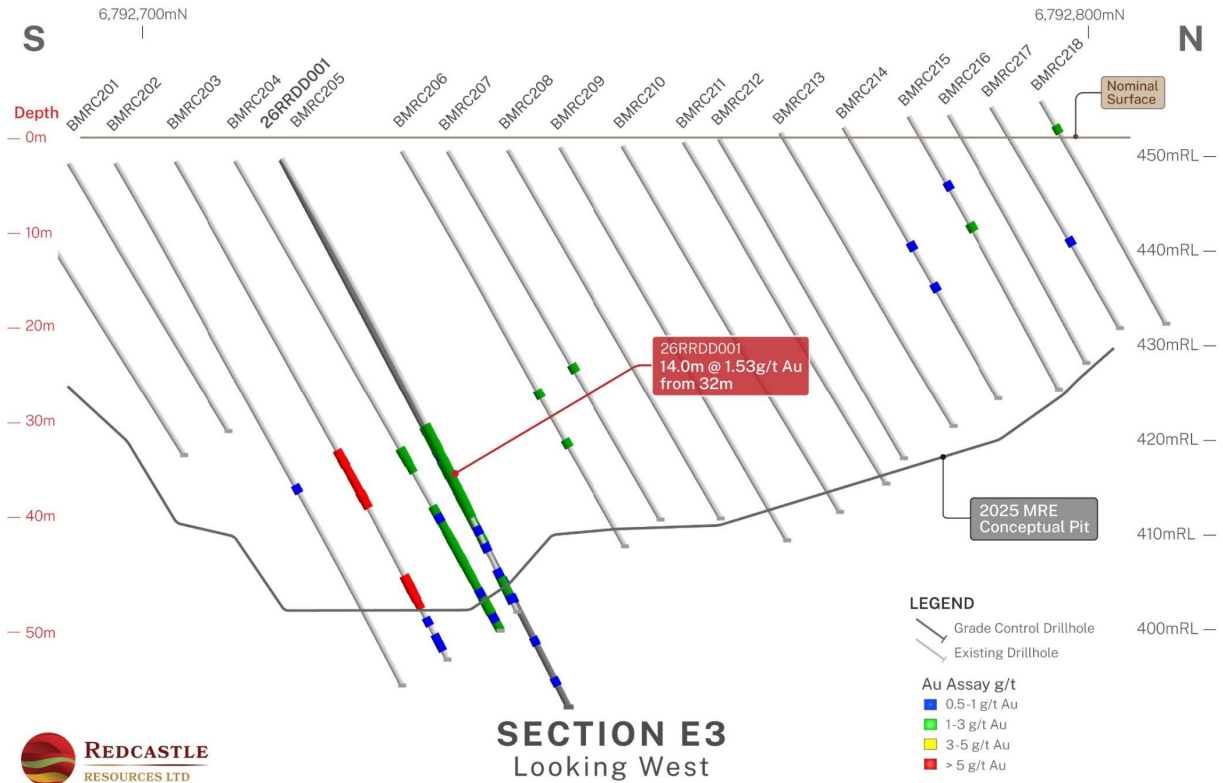 6,792,700mN
6,792,800mN
S
N
BMRC201
BMRC202
BMRC203
BMRC204
26RRDD001
BMRC205
BMRC206
BMRC207
BMRC208
BMRC209
BMRC210
BMRC211
BMRC212
BMRC213
BMRC214
BMRC215
BMRC216
BMRC217
BMRC218
Nominal
Surface
Depth
0m
10m
20m
30m
40m
50m
450mRL
440mRL
430mRL
420mRL
410mRL
400mRL
26RRDD001
14.0m @ 1.53g/t Au
from 32m
2025 MRE
Conceptual Pit
LEGEND
Grade Control Drillhole
Existing Drillhole
Au Assay g/t
0.5-1 g/t Au
1-3 g/t Au
3-5 g/t Au
> 5 g/t Au
SECTION E3
Looking West
REDCASTLE
RESOURCES LTD